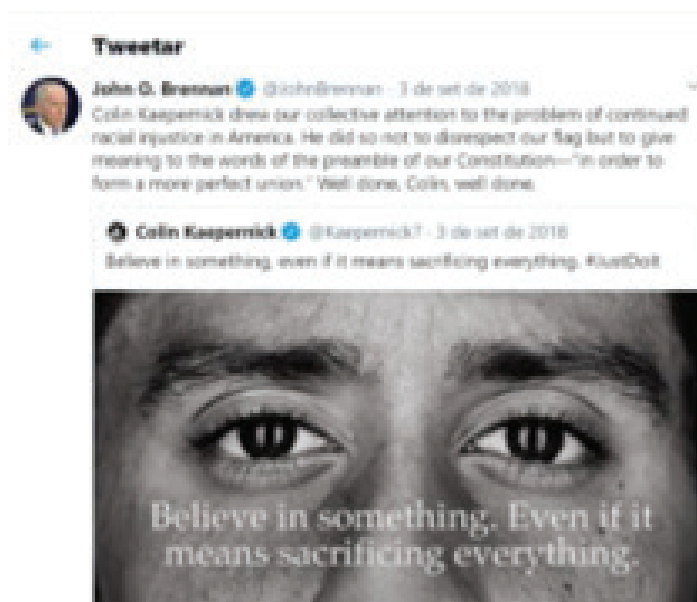 Tweetar
John O. Brennan @JohnBrennan · 3 de set de 2018
Colin Kaepernick drew our collective attention to the problem of continued
racial injustice in America. He did so not to disrespect our flag but to give
meaning to the words of the preamble of our Constitution—"in order to
form a more perfect union." Well done, Colin, well done.
Colin Kaepernick @Kaepernick7 · 3 de set de 2018
Believe in something, even if it means sacrificing everything. #JustDoIt
Believe in something. Even if it
means sacrificing everything.